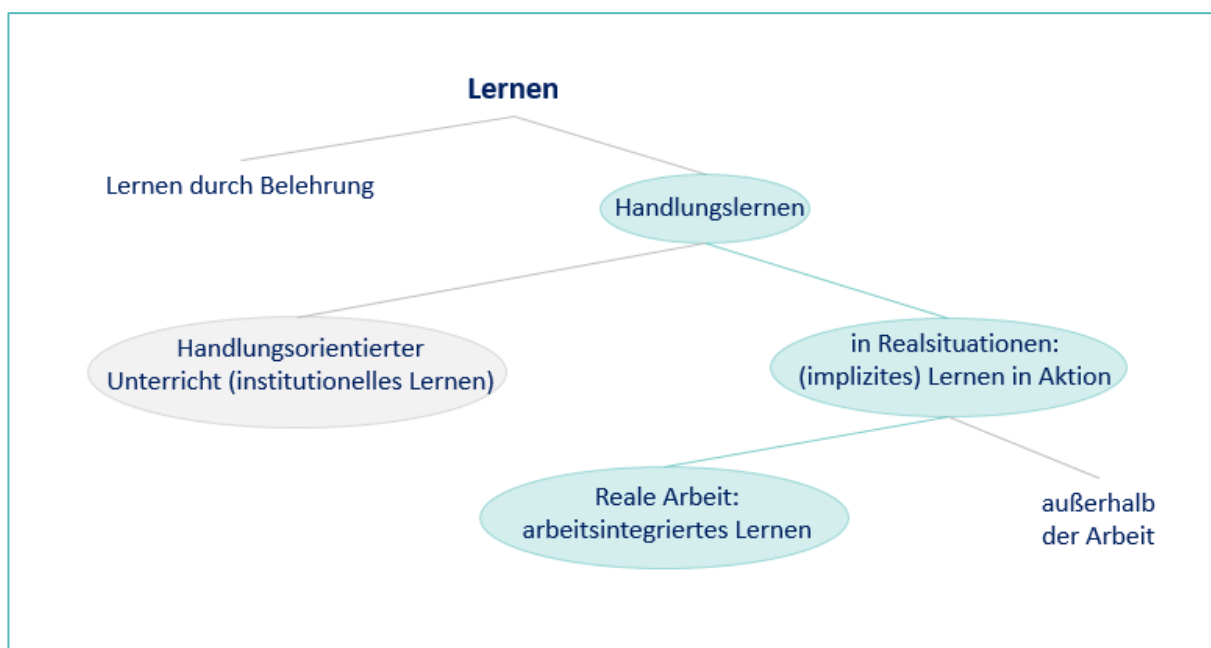 Lernen
Lernen durch Belehrung
Handlungslernen
Handlungsorientierter
Unterricht (institutionelles Lernen)
in Realsituationen:
(implizites) Lernen in Aktion
Reale Arbeit:
arbeitsintegriertes Lernen
außerhalb
der Arbeit